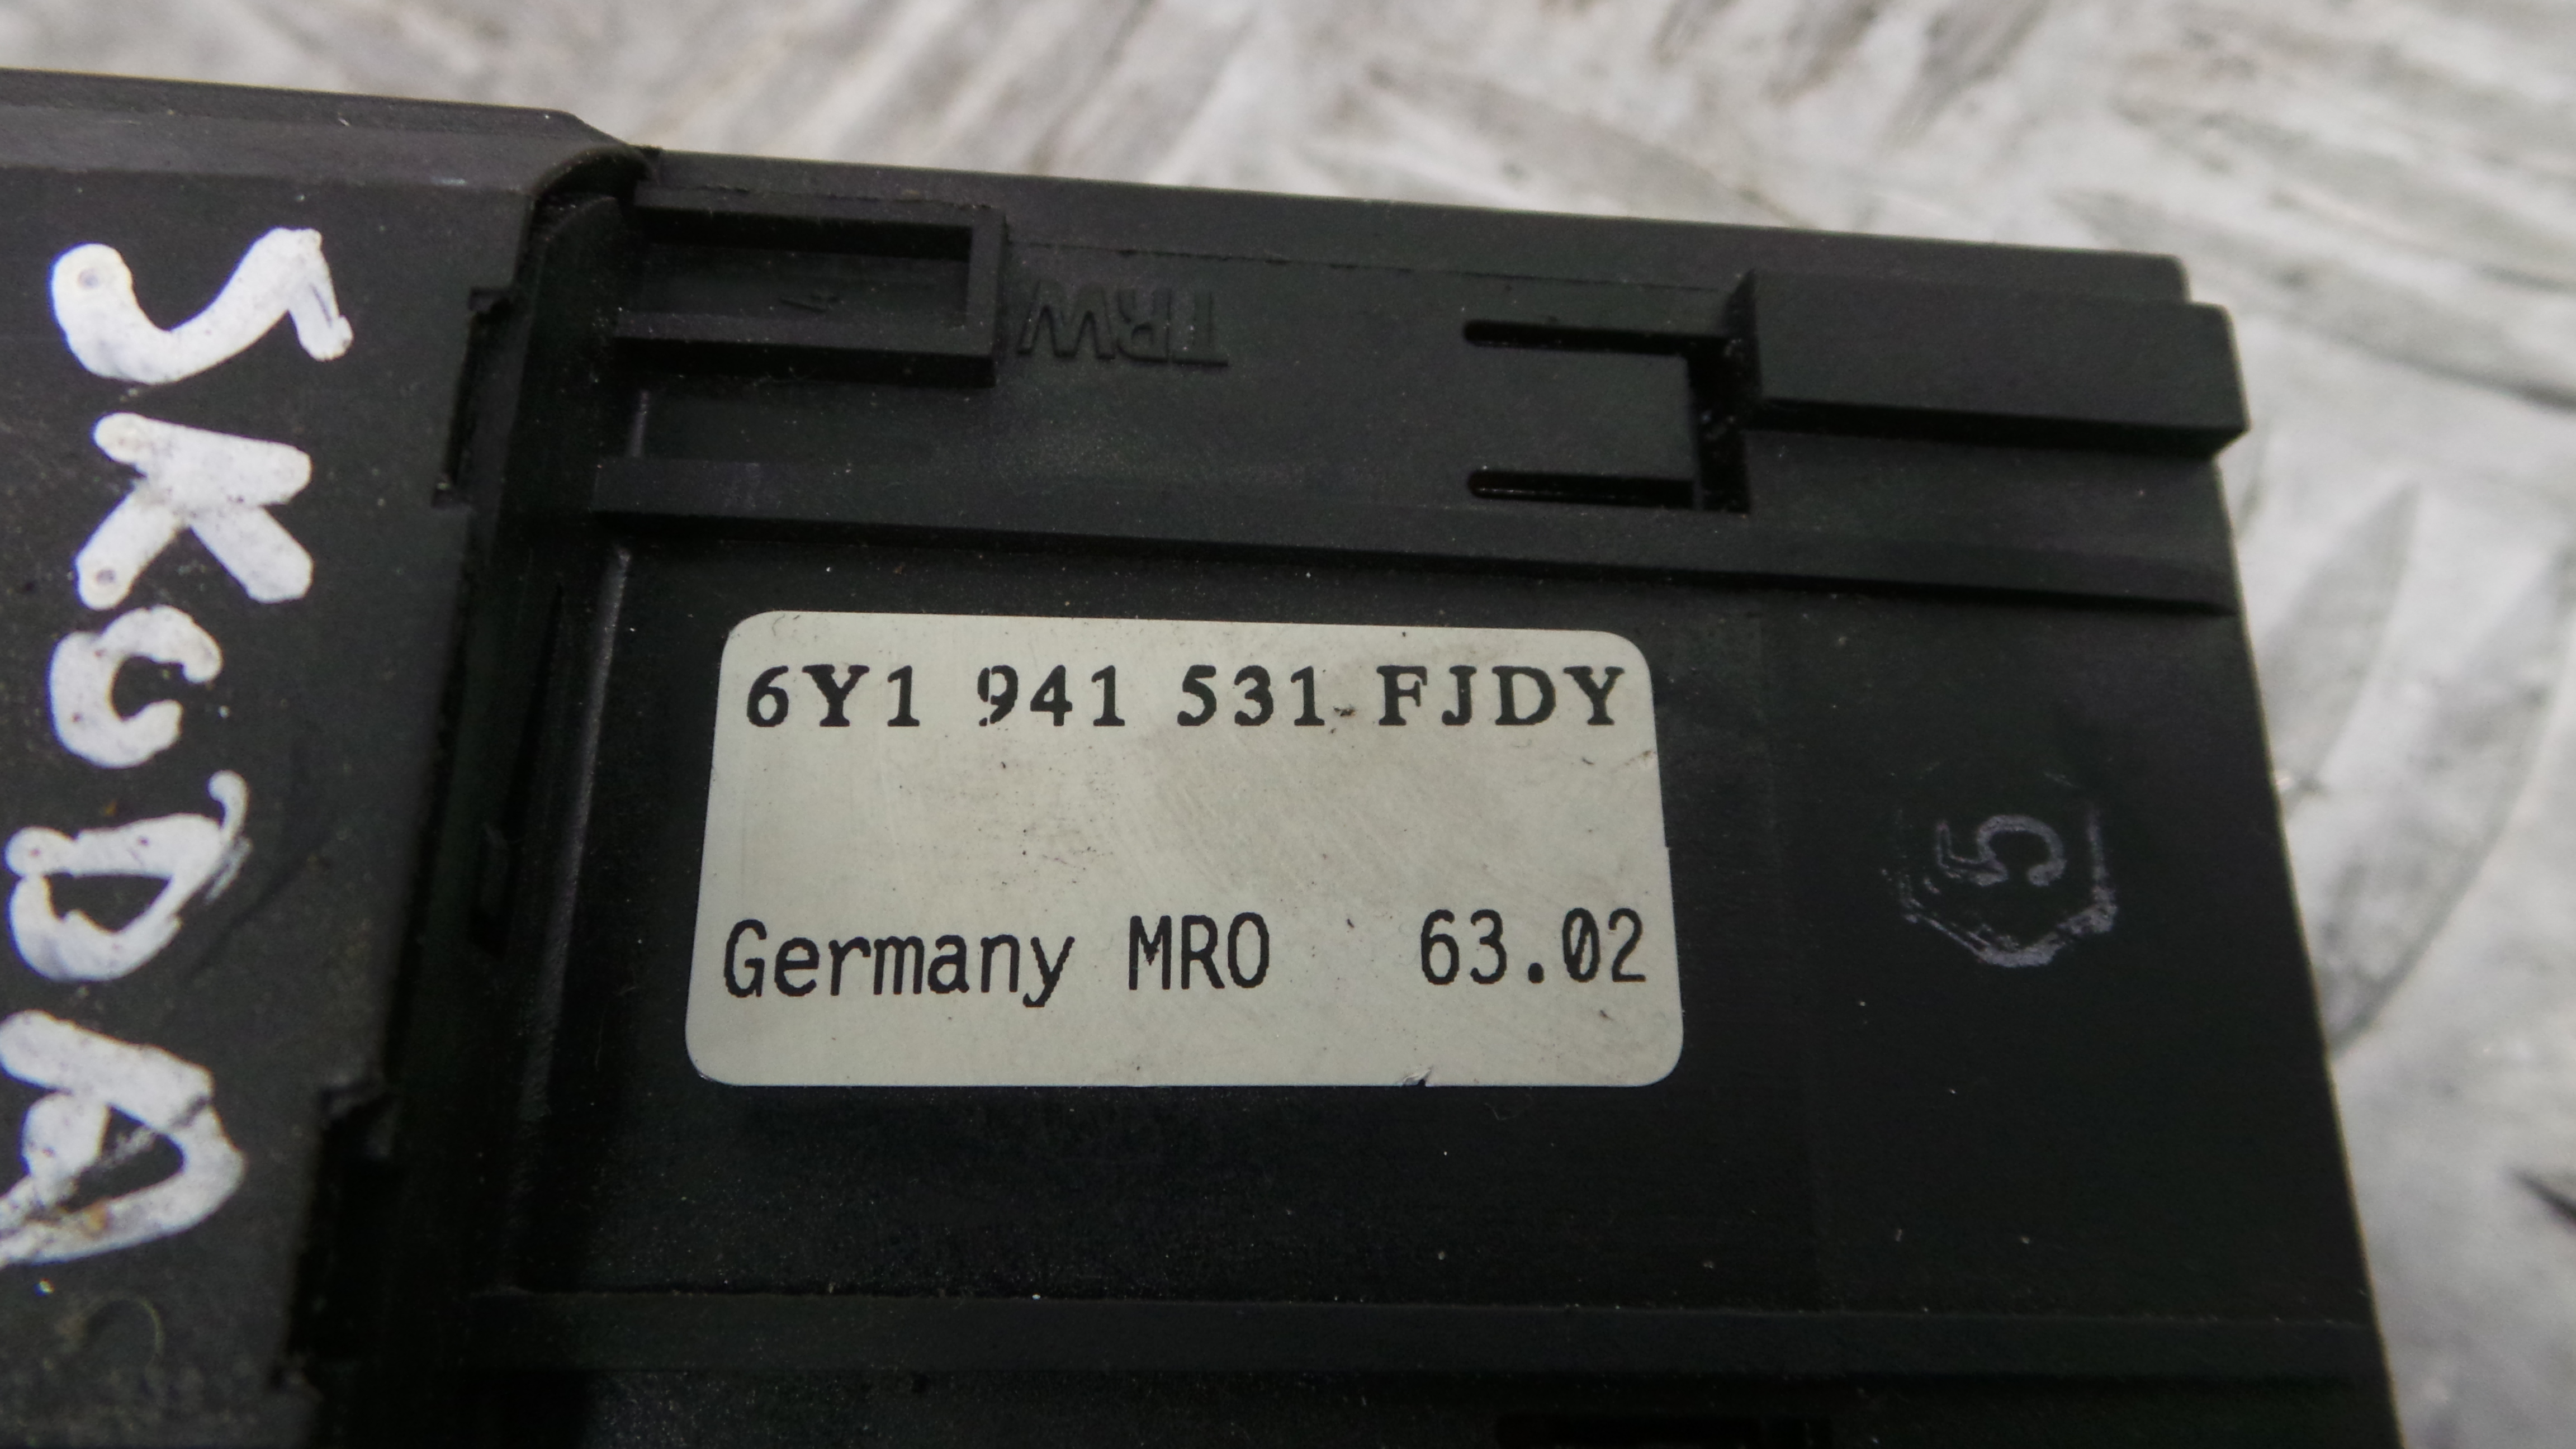 SKODA
TRW
6Y1 941 531 FJDY
Germany MRO 63.02
5